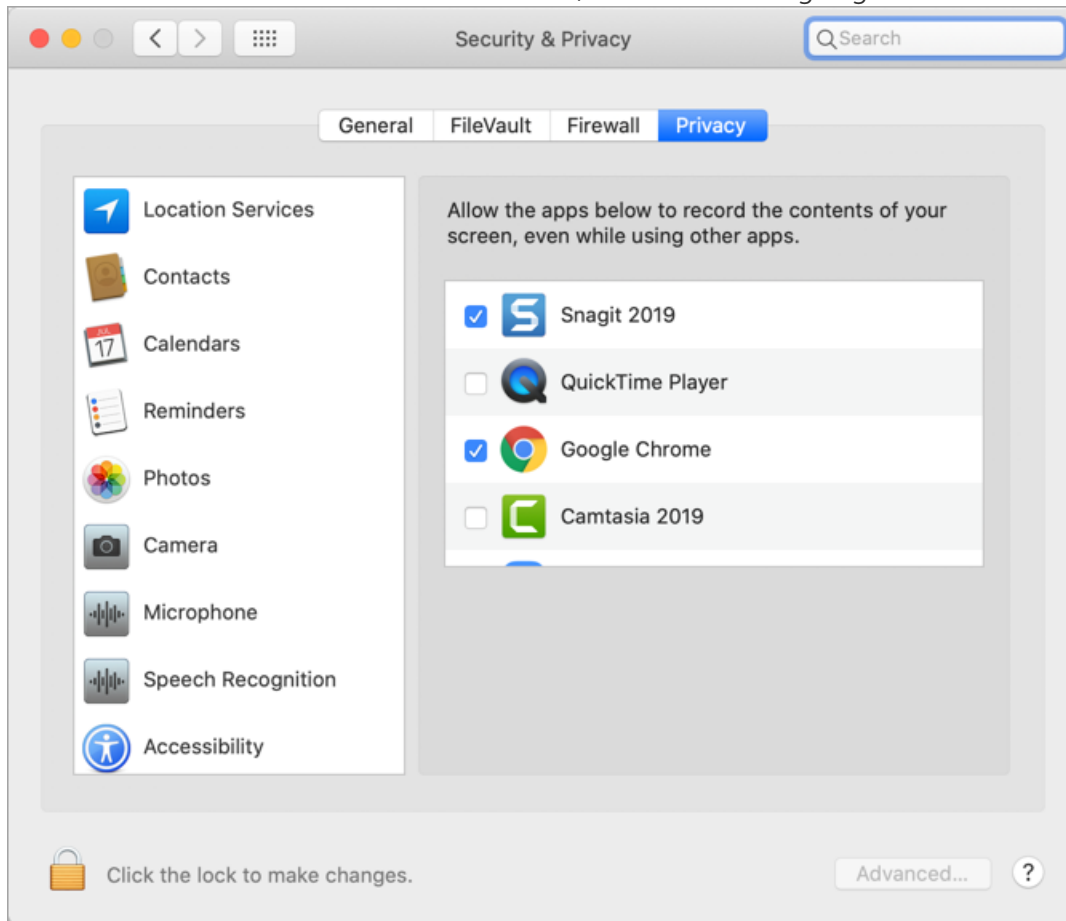 Security & Privacy
Search
General
FileVault
Firewall
Privacy
Location Services
Contacts
JUL
17
Calendars
Reminders
Photos
Camera
Microphone
Speech Recognition
Accessibility
Allow the apps below to record the contents of your
screen, even while using other apps.
Snagit 2019
QuickTime Player
Google Chrome
Camtasia 2019
Click the lock to make changes.
Advanced...
?